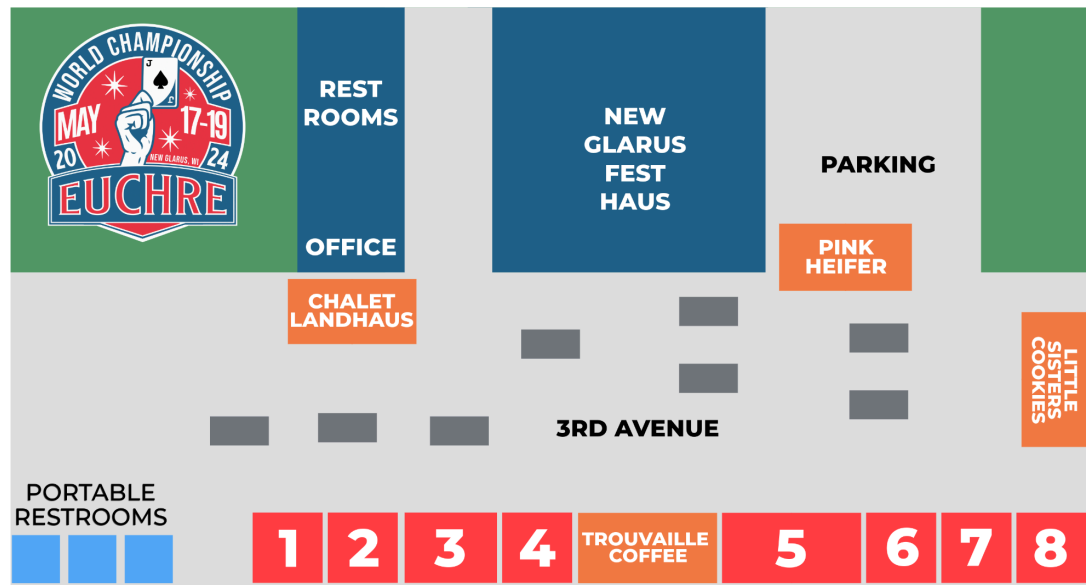 WORLD CHAMPIONSHIP
J
J
MAY 17-19
20 24
NEW GLARUS, WI
EUCHRE
REST
ROOMS
OFFICE
NEW
GLARUS
FEST
HAUS
PARKING
PINK
HEIFER
CHALET
LANDHAUS
LITTLE
SISTERS
COOKIES
3RD AVENUE
PORTABLE
RESTROOMS
1 2 3 4
TROUVAILLE
COFFEE
5 6 7 8